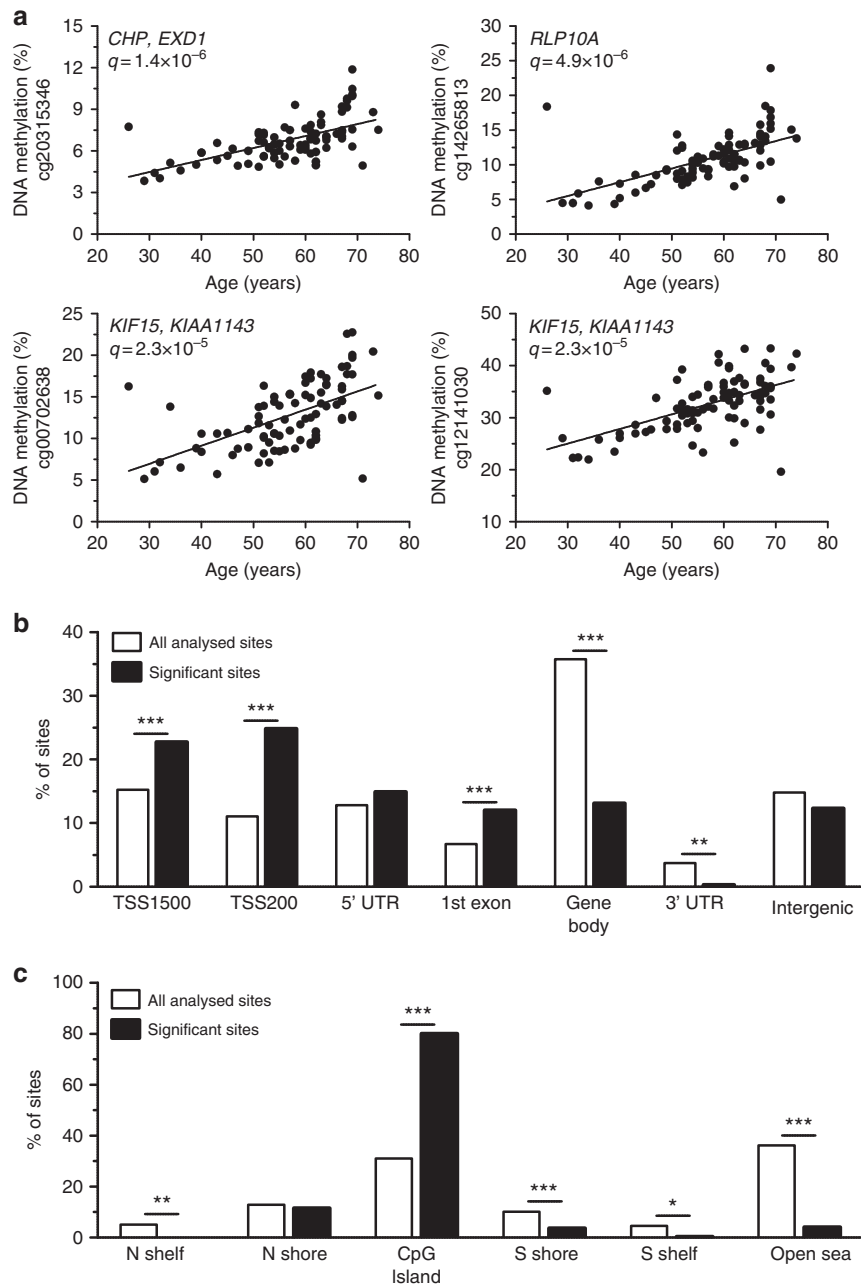 a
CHP, EXD1
q=1.4×10−6
DNA methylation (%)
cg20315346
15
12
9
6
3
0
20 30 40 50 60 70 80
Age (years)
RLP10A
q=4.9×10−6
DNA methylation (%)
cg14265813
30
25
20
15
10
5
0
20 30 40 50 60 70 80
Age (years)
KIF15, KIAA1143
q=2.3×10−5
DNA methylation (%)
cg00702638
25
20
15
10
5
0
20 30 40 50 60 70 80
Age (years)
KIF15, KIAA1143
q=2.3×10−5
DNA methylation (%)
cg12141030
50
40
30
20
10
20 30 40 50 60 70 80
Age (years)
b
All analysed sites
Significant sites
% of sites
40
30
20
10
0
***
***
***
***
**
TSS1500
TSS200
5' UTR
1st exon
Gene
body
3' UTR
Intergenic
c
All analysed sites
Significant sites
% of sites
100
80
60
40
20
0
**
***
***
*
***
N shelf
N shore
CpG
Island
S shore
S shelf
Open sea